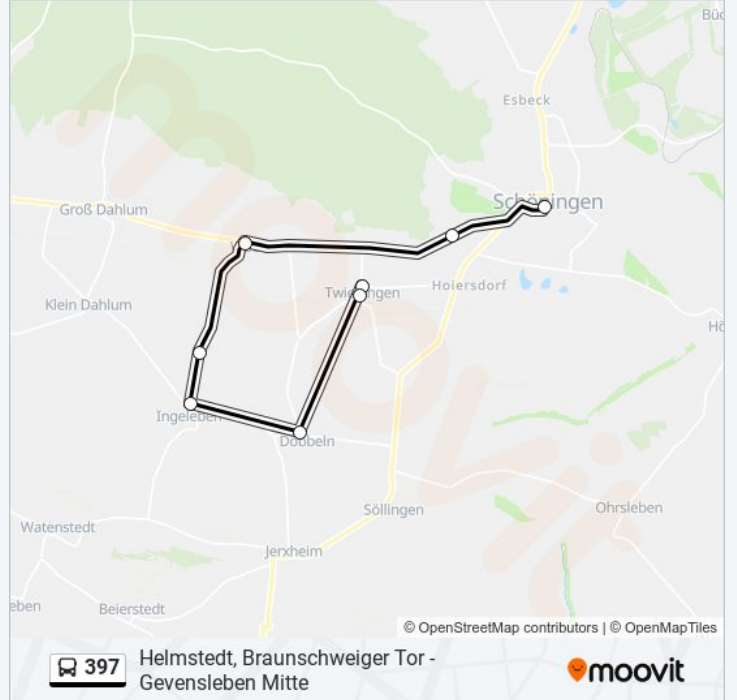 Büd
Esbeck
Schöningen
Groß Dahlum
Twieflingen
Hoiersdorf
Klein Dahlum
Hö
Ingeleben
Dobbeln
Söllingen
Ohrsleben
Watenstedt
Jerxheim
eben
Beierstedt
© OpenStreetMap contributors | © OpenMapTiles
397
Helmstedt, Braunschweiger Tor -
Gevensleben Mitte
moovit
moovit